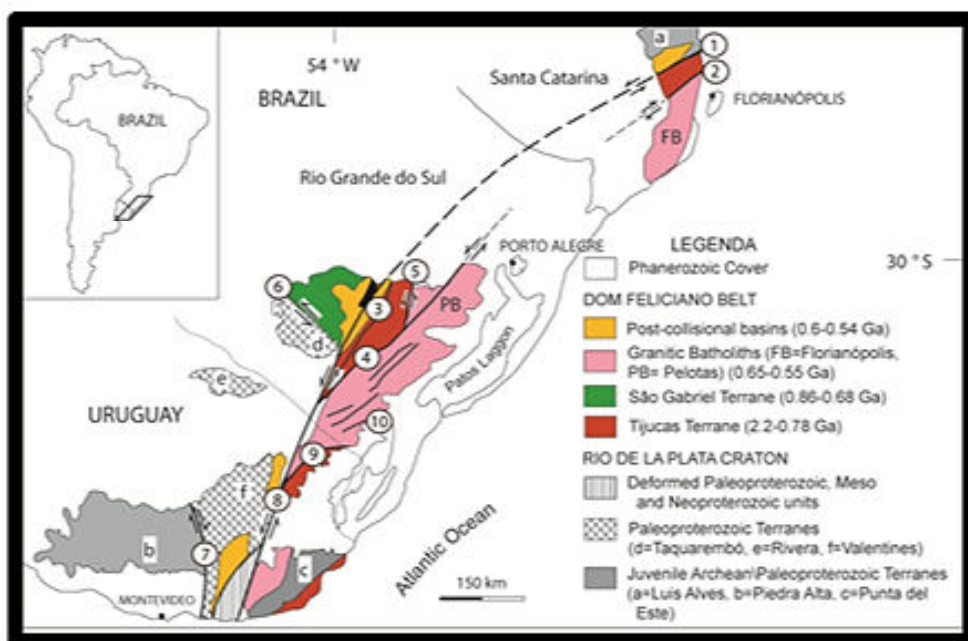 54 ° W
a
1
2
Santa Catarina
BRAZIL
FLORIANÓPOLIS
BRAZIL
FB
Rio Grande do Sul
PORTO ALEGRE
LEGENDA
30 ° S
Phanerozoic Cover
6
5
3
PB
d
4
Patos Laggon
e
URUGUAY
10
9
f
8
7
b
c
MONTEVIDEO
Atlantic Ocean
150 km
DOM FELICIANO BELT
Post-collisional basins (0.6-0.54 Ga)
Granitic Batholiths (FB=Florianópolis,
PB= Pelotas) (0.65-0.55 Ga)
São Gabriel Terrane (0.86-0.68 Ga)
Tijucas Terrane (2.2-0.78 Ga)
RIO DE LA PLATA CRATON
Deformed Paleoproterozoic, Meso
and Neoproterozoic units
Paleoproterozoic Terranes
(d=Taquarembó, e=Rivera, f=Valentines)
Juvenile Archean\Paleoproterozoic Terranes
(a=Luis Alves, b=Piedra Alta, c=Punta del
Este)